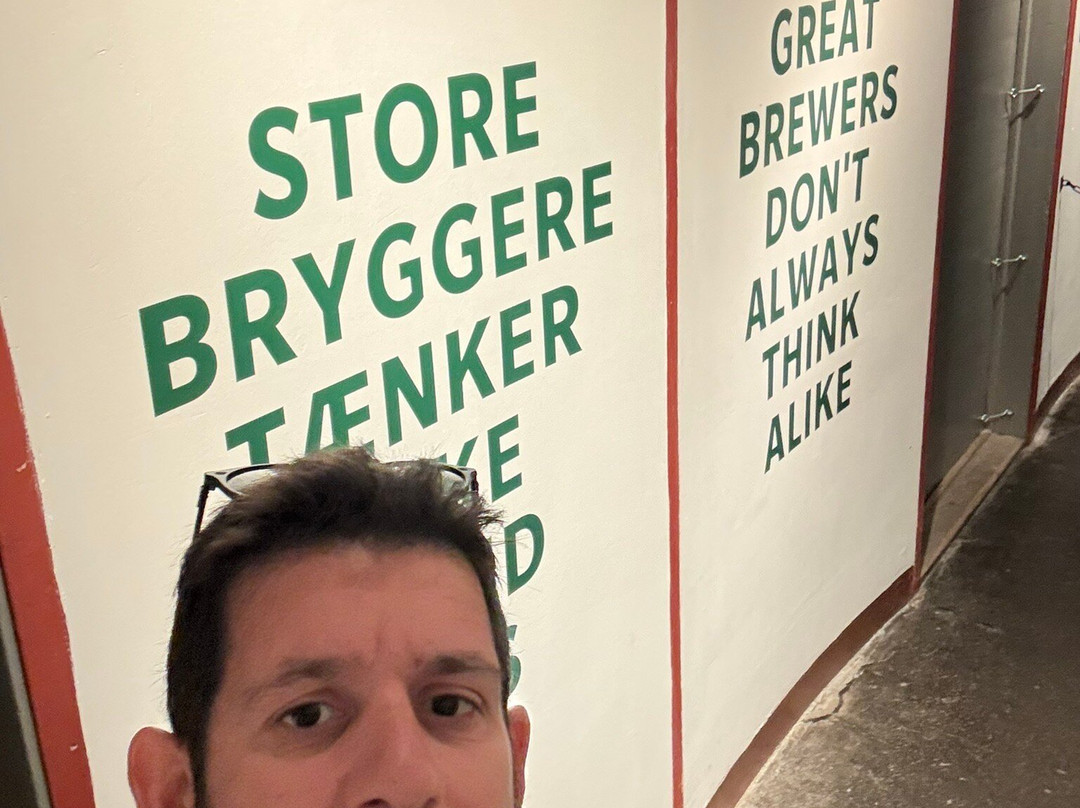 STORE
BRYGGERE
TÆNKER
GREAT
BREWERS
DON'T
ALWAYS
THINK
ALIKE